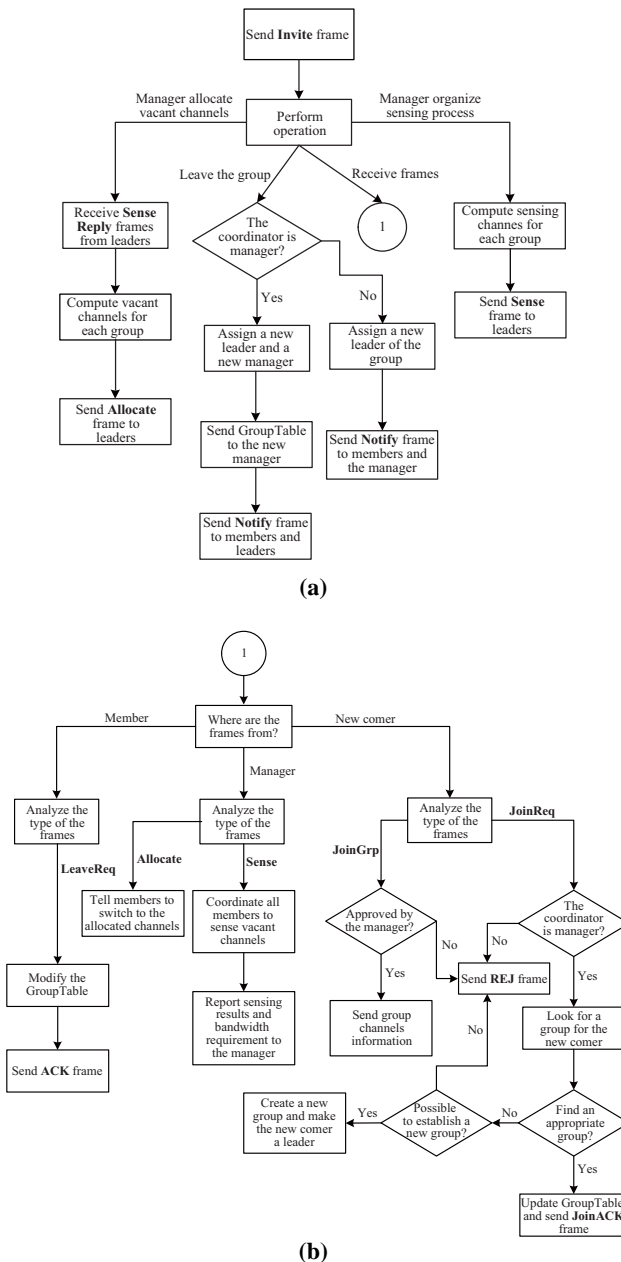 Send Invite frame
Manager allocate
vacant channels
Perform
operation
Manager organize
sensing process
Leave the group
Receive frames
Receive Sense
Reply frames
from leaders
The
coordinator is
manager?
1
Compute sensing
channes for
each group
Yes
No
Compute vacant
channels for
each group
Assign a new
leader and a
new manager
Assign a new
leader of the
group
Send Sense
frame to
leaders
Send Allocate
frame to
leaders
Send GroupTable
to the new
manager
Send Notify frame
to members and
the manager
Send Notify frame
to members and
leaders
(a)
1
Member
Where are the
frames from?
New comer
Manager
Analyze the
type of the
frames
Analyze the
type of the
frames
Analyze the
type of the
frames
JoinReq
JoinGrp
LeaveReq
Allocate
Sense
Tell members to
switch to the
allocated channels
Coordinate all
members to
sense vacant
channels
Approved by
the manager?
The
coordinator
is manager?
No
No
Modify the
GroupTable
Send REJ frame
Yes
Yes
Report sensing
results and
bandwidth
requirement to
the manager
Send group
channels
information
Look for a
group for the
new comer
No
Send ACK frame
Create a new
group and make
the new comer
a leader
Yes
Possible
to establish a
new group?
No
Find an
appropriate
group?
Yes
Update GroupTable
and send JoinACK
frame
(b)